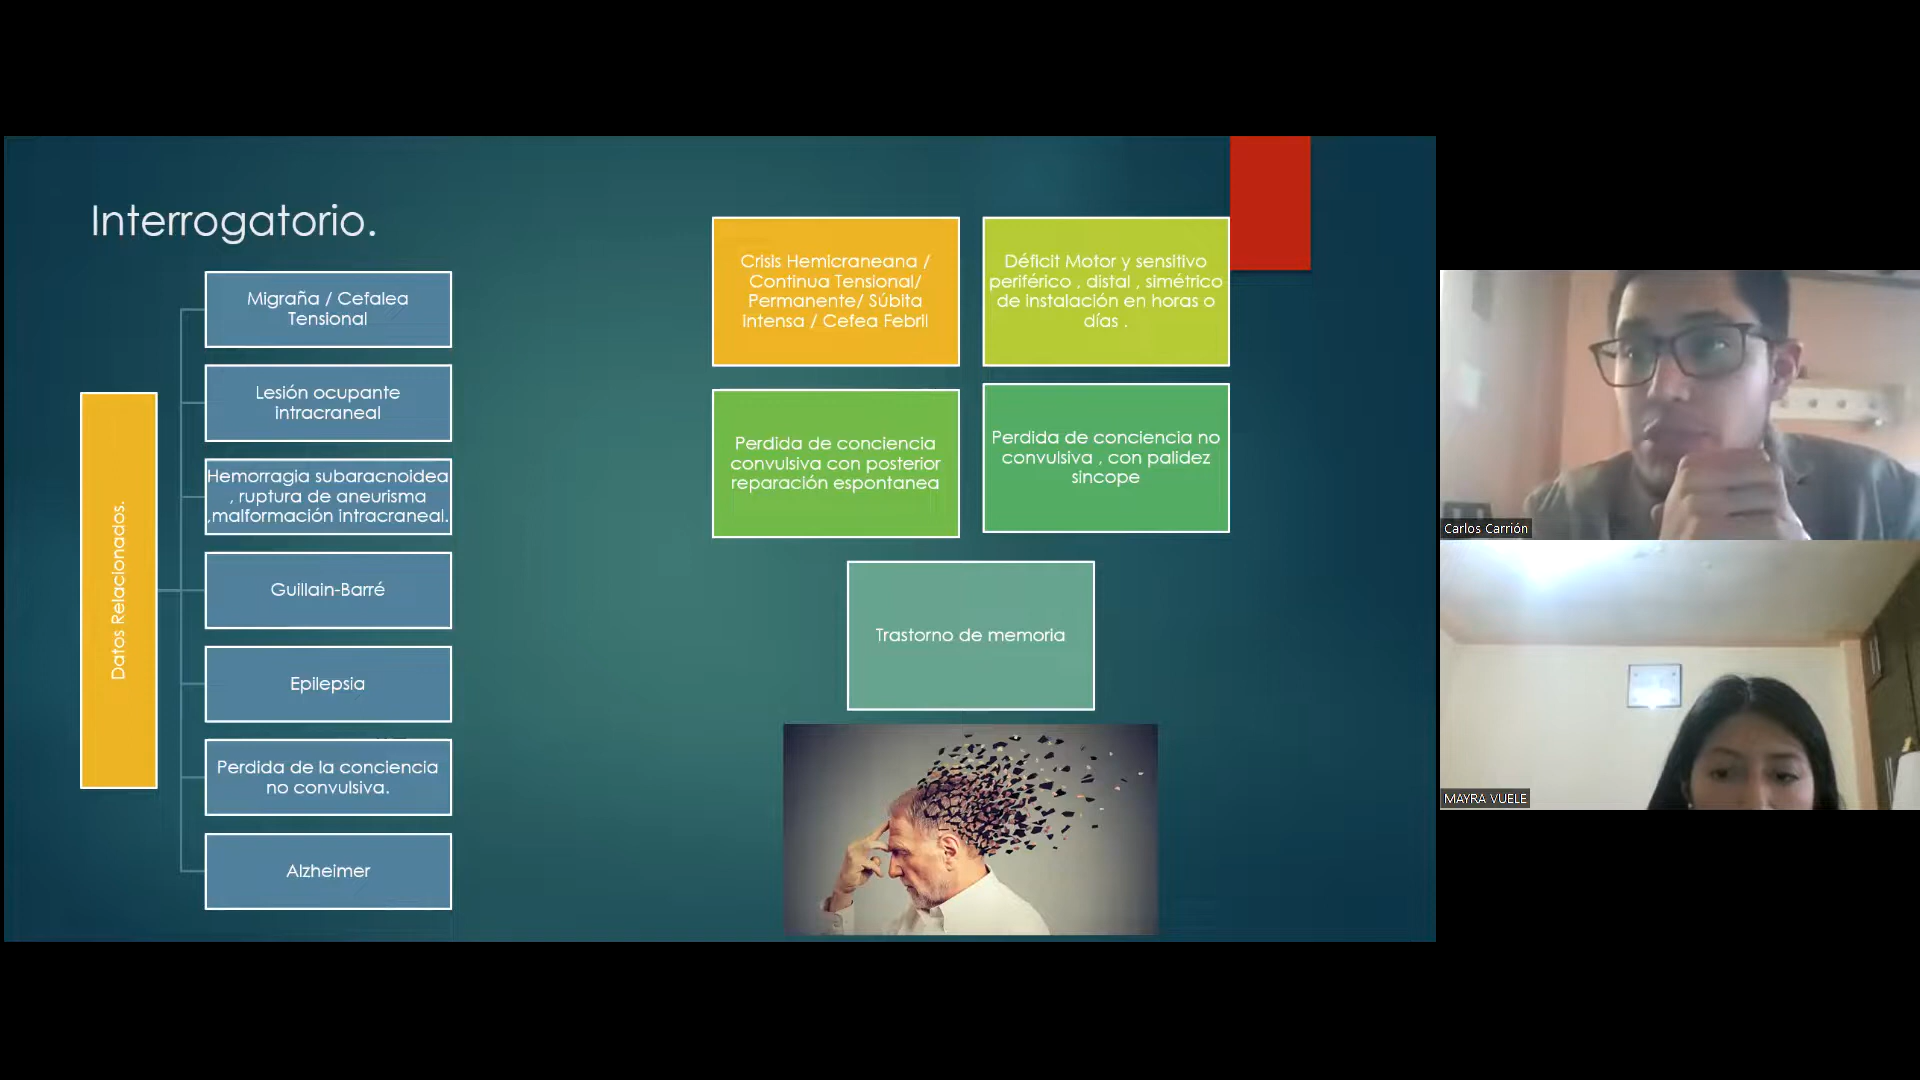 Interrogatorio.
Datos Relacionados.
Migraña / Cefalea
Tensional
Lesión ocupante
intracraneal
Hemorragia subaracnoidea
, ruptura de aneurisma
,malformación intracraneal.
Guillain-Barré
Epilepsia
Perdida de la conciencia
no convulsiva.
Alzheimer
Crisis Hemicraneana /
Continua Tensional/
Permanente/ Súbita
intensa / Cefea Febril
Déficit Motor y sensitivo
periférico , distal , simétrico
de instalación en horas o
días .
Perdida de conciencia
convulsiva con posterior
reparación espontanea
Perdida de conciencia no
convulsiva , con palidez
sincope
Trastorno de memoria
Carlos Carrión
MAYRA VUELE